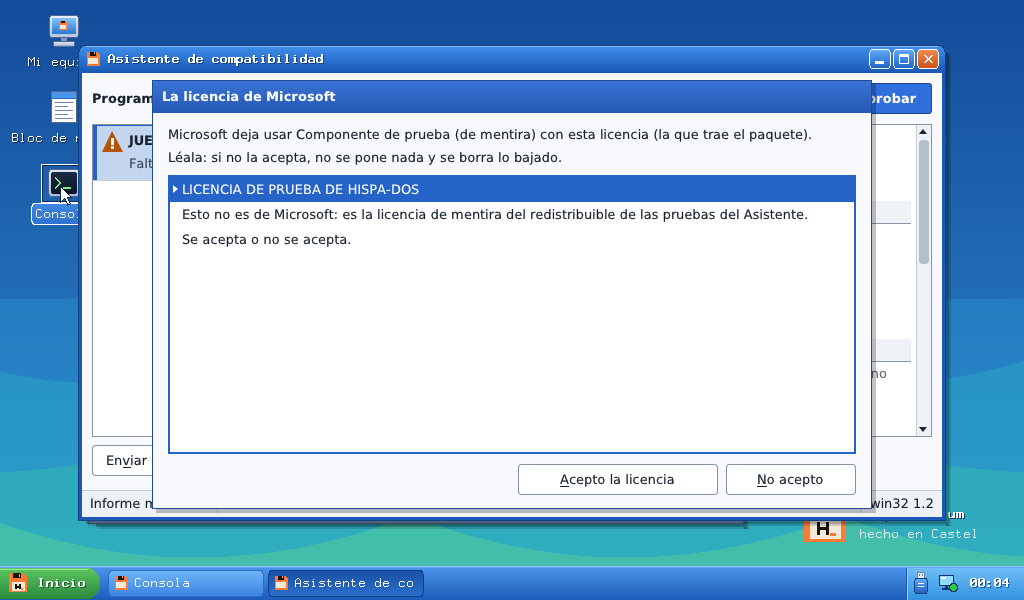 Mi equi
Asistente de compatibilidad
Program
La licencia de Microsoft
probar
Microsoft deja usar Componente de prueba (de mentira) con esta licencia (la que trae el paquete).
Léala: si no la acepta, no se pone nada y se borra lo bajado.
Bloc de n
JUE
Falt
LICENCIA DE PRUEBA DE HISPA-DOS
Esto no es de Microsoft: es la licencia de mentira del redistribuible de las pruebas del Asistente.
Se acepta o no se acepta.
Consol
no
Enviar
Acepto la licencia
No acepto
Informe
win32 1.2
um
H
hecho en Castel
Inicio
Consola
Asistente de co
00:04